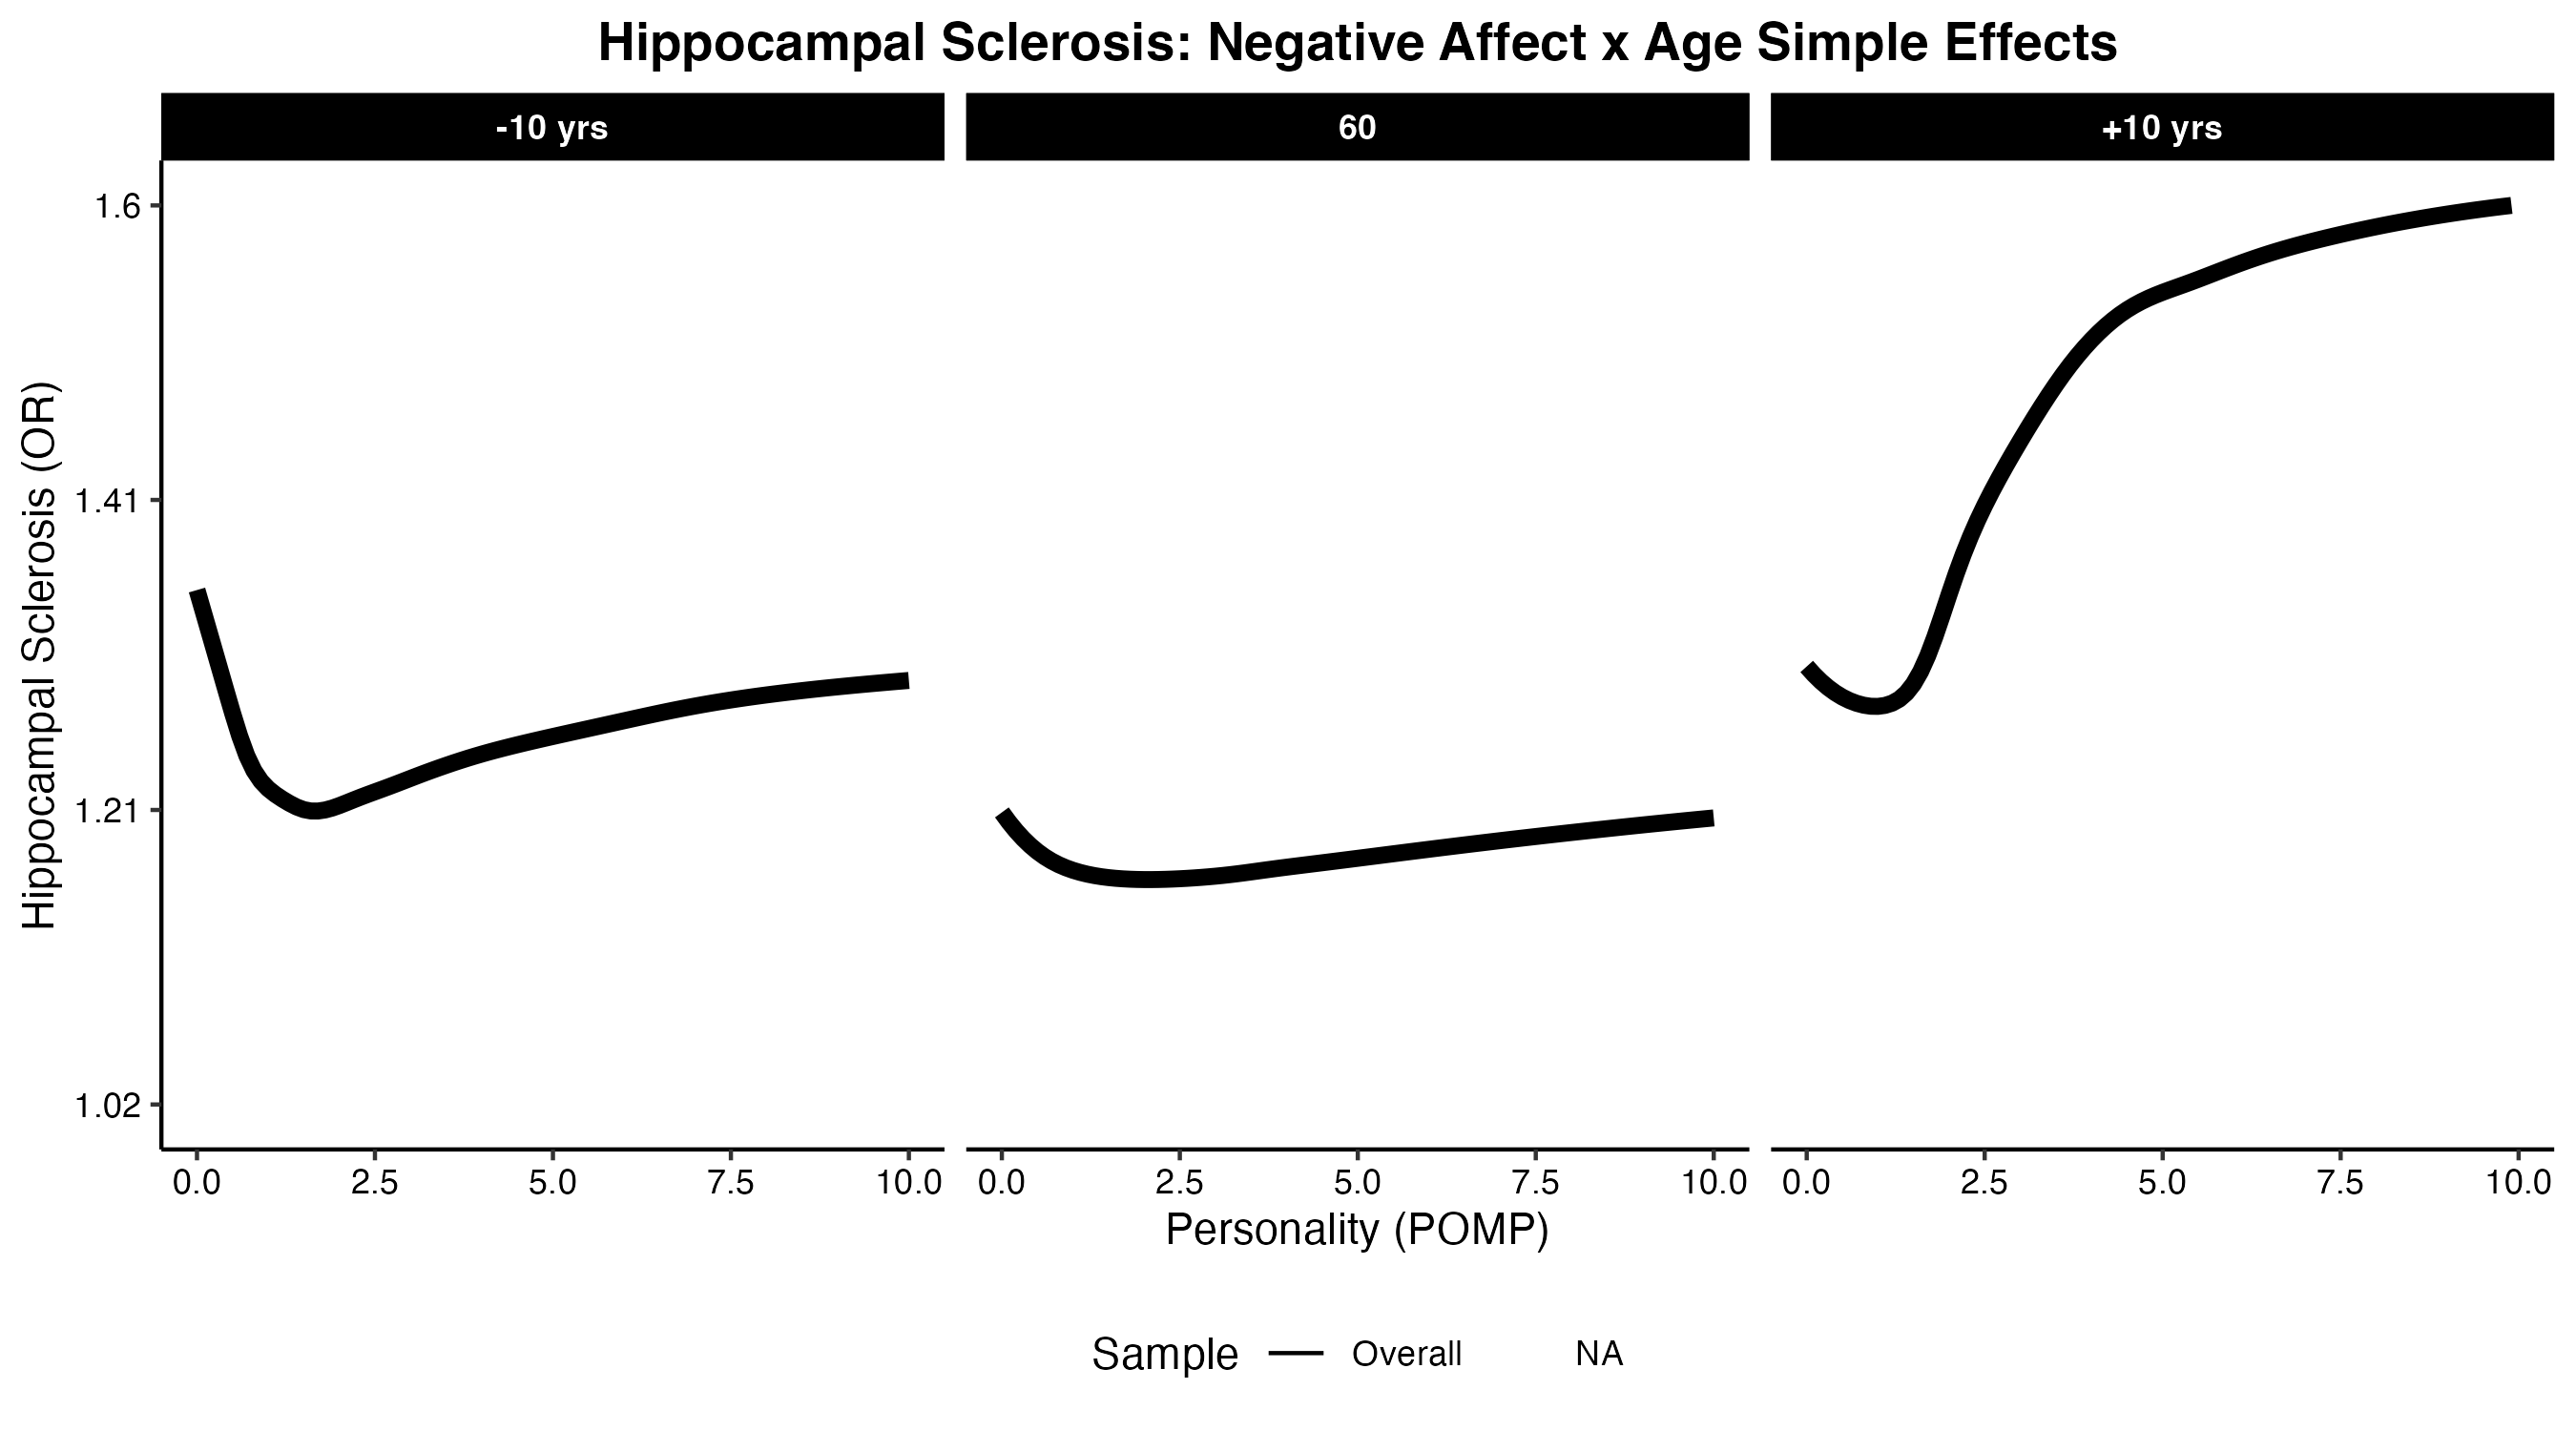 Hippocampal Sclerosis: Negative Affect x Age Simple Effects
-10 yrs
60
+10 yrs
Hippocampal Sclerosis (OR)
1.6
1.41
1.21
1.02
0.0 2.5 5.0 7.5 10.0
0.0 2.5 5.0 7.5 10.0
0.0 2.5 5.0 7.5 10.0
Personality (POMP)
Sample Overall NA